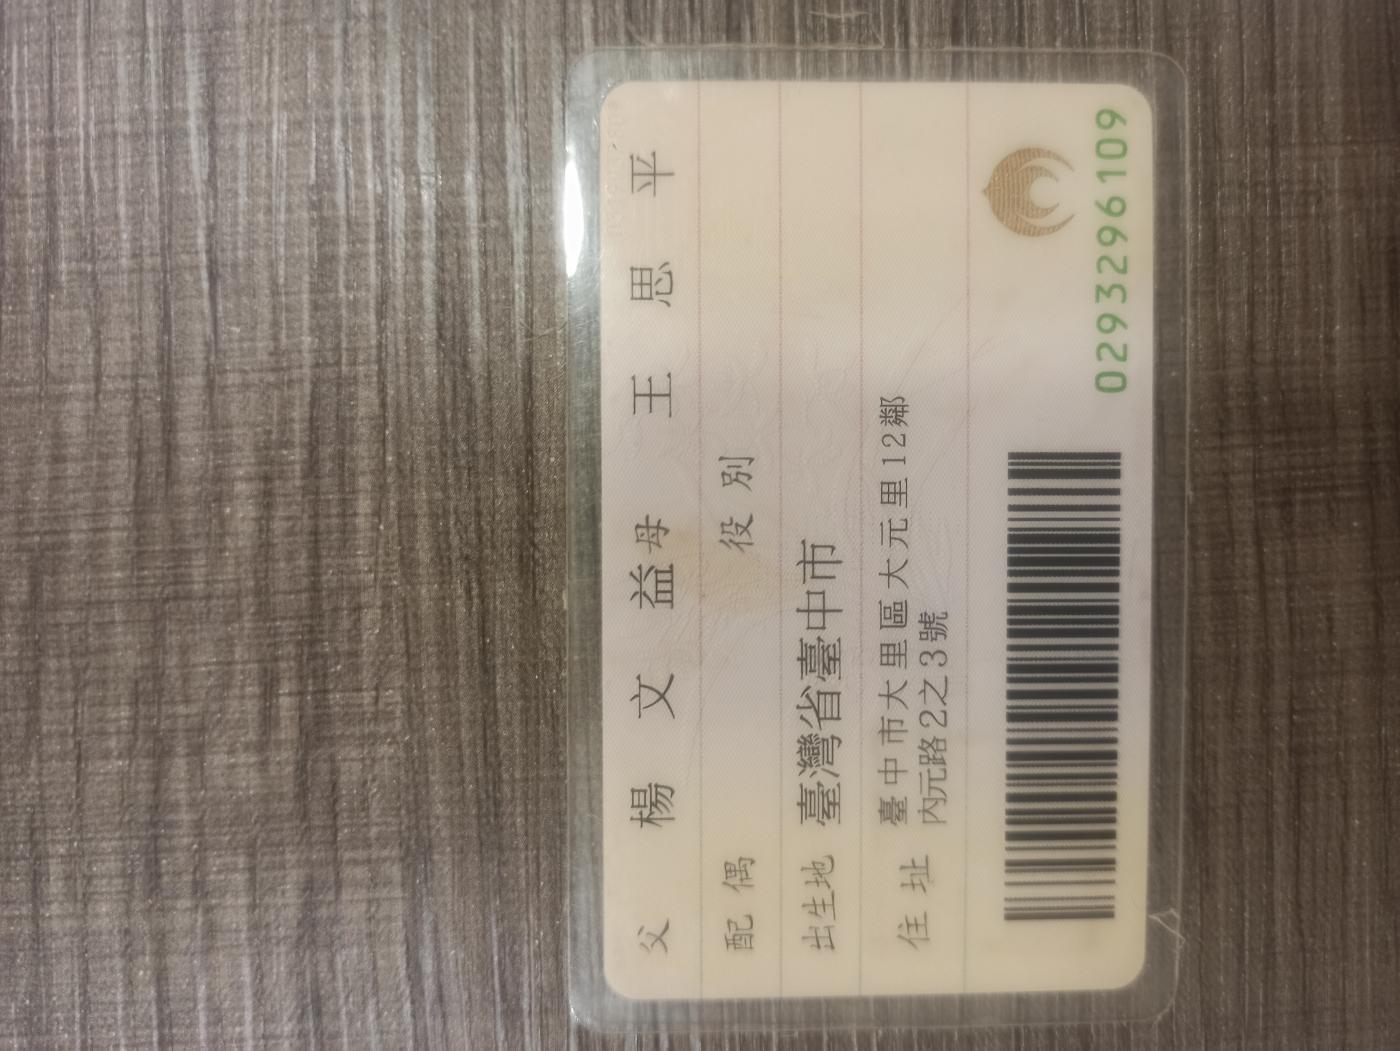 父 楊文益 母 王思平
配偶 役別
出生地 臺灣省臺中市
住址 臺中市大里區大元里12鄰
內元路2之3號
0293296109